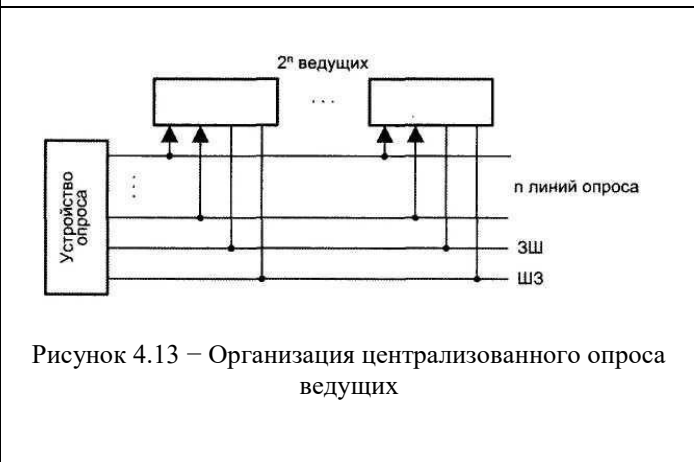 2ⁿ ведущих
. . .
Устройство
опроса
n линий опроса
ЗШ
ШЗ
Рисунок 4.13 − Организация централизованного опроса
ведущих